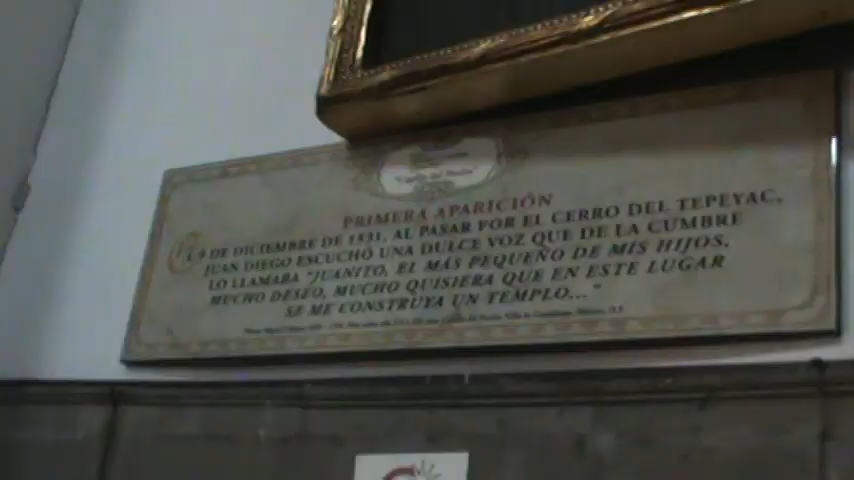 PRIMERA APARICIÓN
EL 9 DE DICIEMBRE DE 1531, AL PASAR POR EL CERRO DEL TEPEYAC,
JUAN DIEGO ESCUCHÓ UNA DULCE VOZ QUE DE LA CUMBRE
LO LLAMABA "JUANITO, EL MÁS PEQUEÑO DE MIS HIJOS,
MUCHO DESEO, MUCHO QUISIERA QUE EN ESTE LUGAR
SE ME CONSTRUYA UN TEMPLO..."